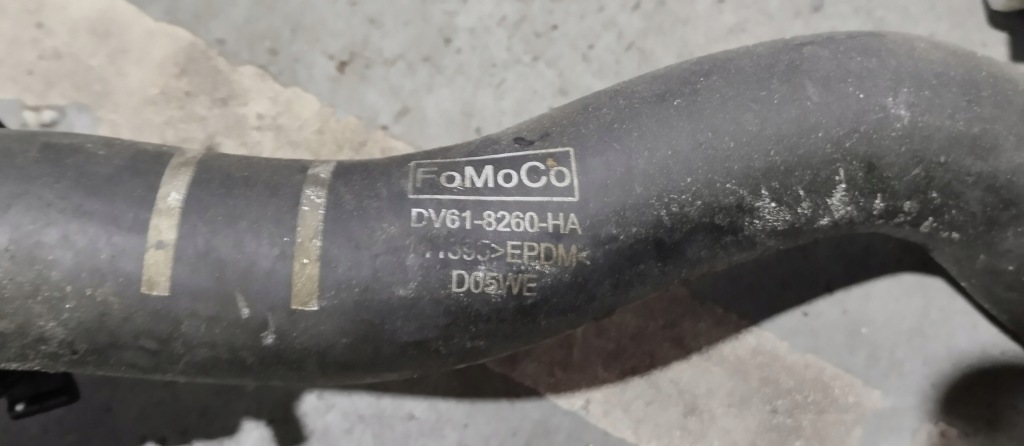 FoMoCo
DV61-8260-HA
>EPDM<
D05WE